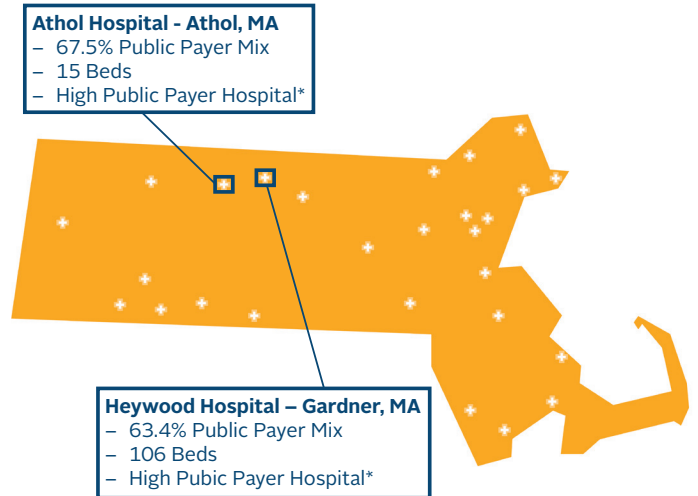 Athol Hospital - Athol, MA
– 67.5% Public Payer Mix
– 15 Beds
– High Public Payer Hospital*
Heywood Hospital – Gardner, MA
– 63.4% Public Payer Mix
– 106 Beds
– High Pubic Payer Hospital*